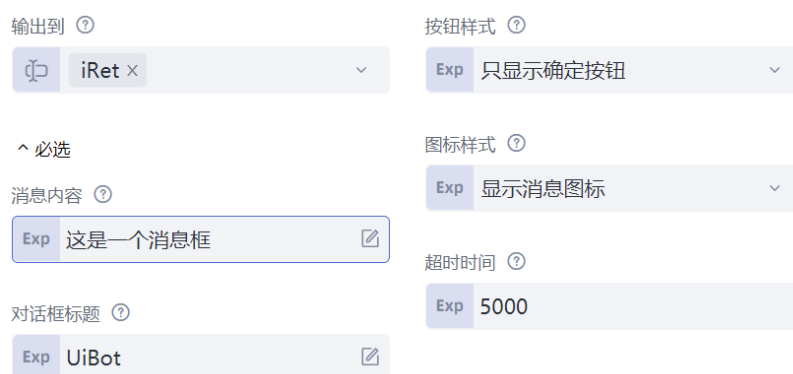 输出到
iRet
必选
消息内容
Exp 这是一个消息框
对话框标题
Exp UiBot
按钮样式
Exp 只显示确定按钮
图标样式
Exp 显示消息图标
超时时间
Exp 5000